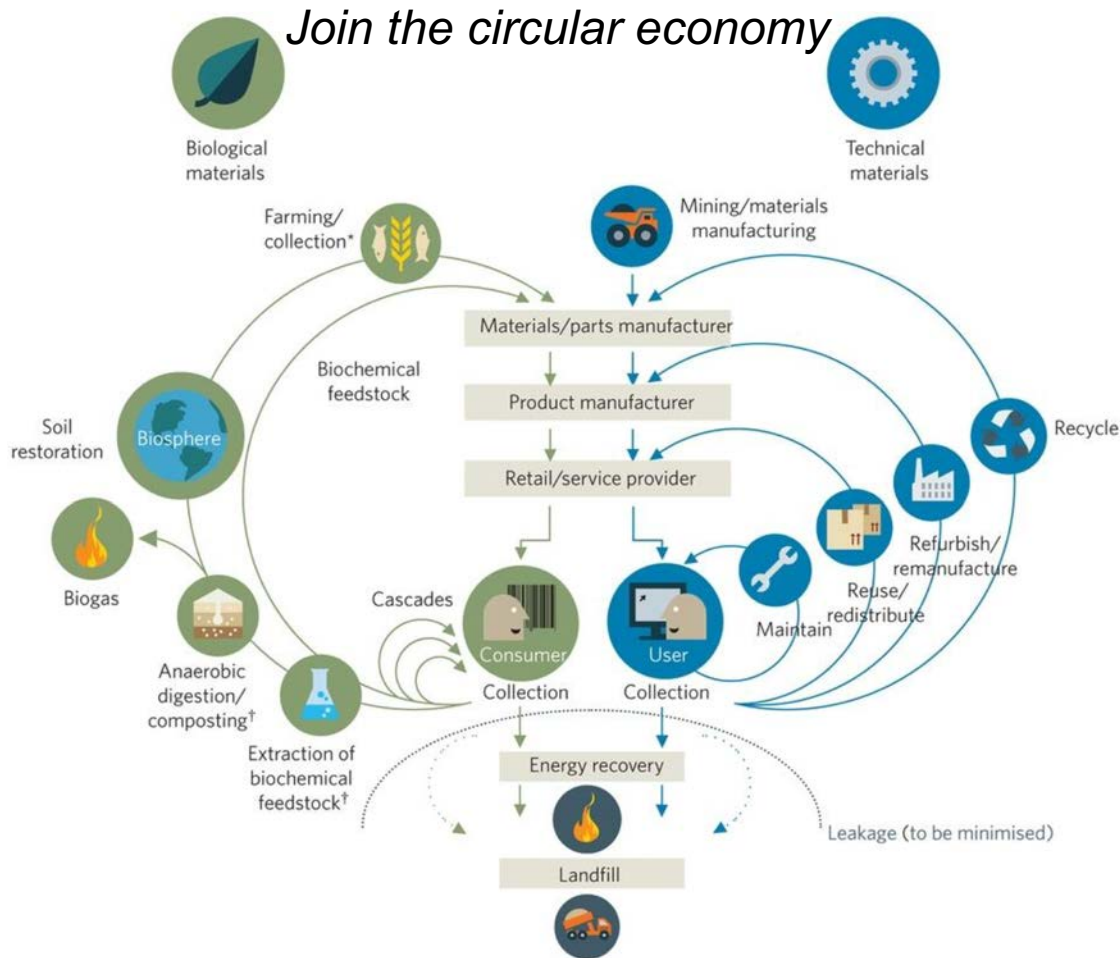 Join the circular economy
Biological
materials
Technical
materials
Farming/
collection*
Mining/materials
manufacturing
Materials/parts manufacturer
Biochemical
feedstock
Product manufacturer
Soil
restoration
Biosphere
Recycle
Retail/service provider
Biogas
Refurbish/
remanufacture
Reuse/
redistribute
Cascades
Maintain
Consumer
User
Anaerobic
digestion/
composting†
Collection
Collection
Extraction of
biochemical
feedstock†
Energy recovery
Leakage (to be minimised)
Landfill